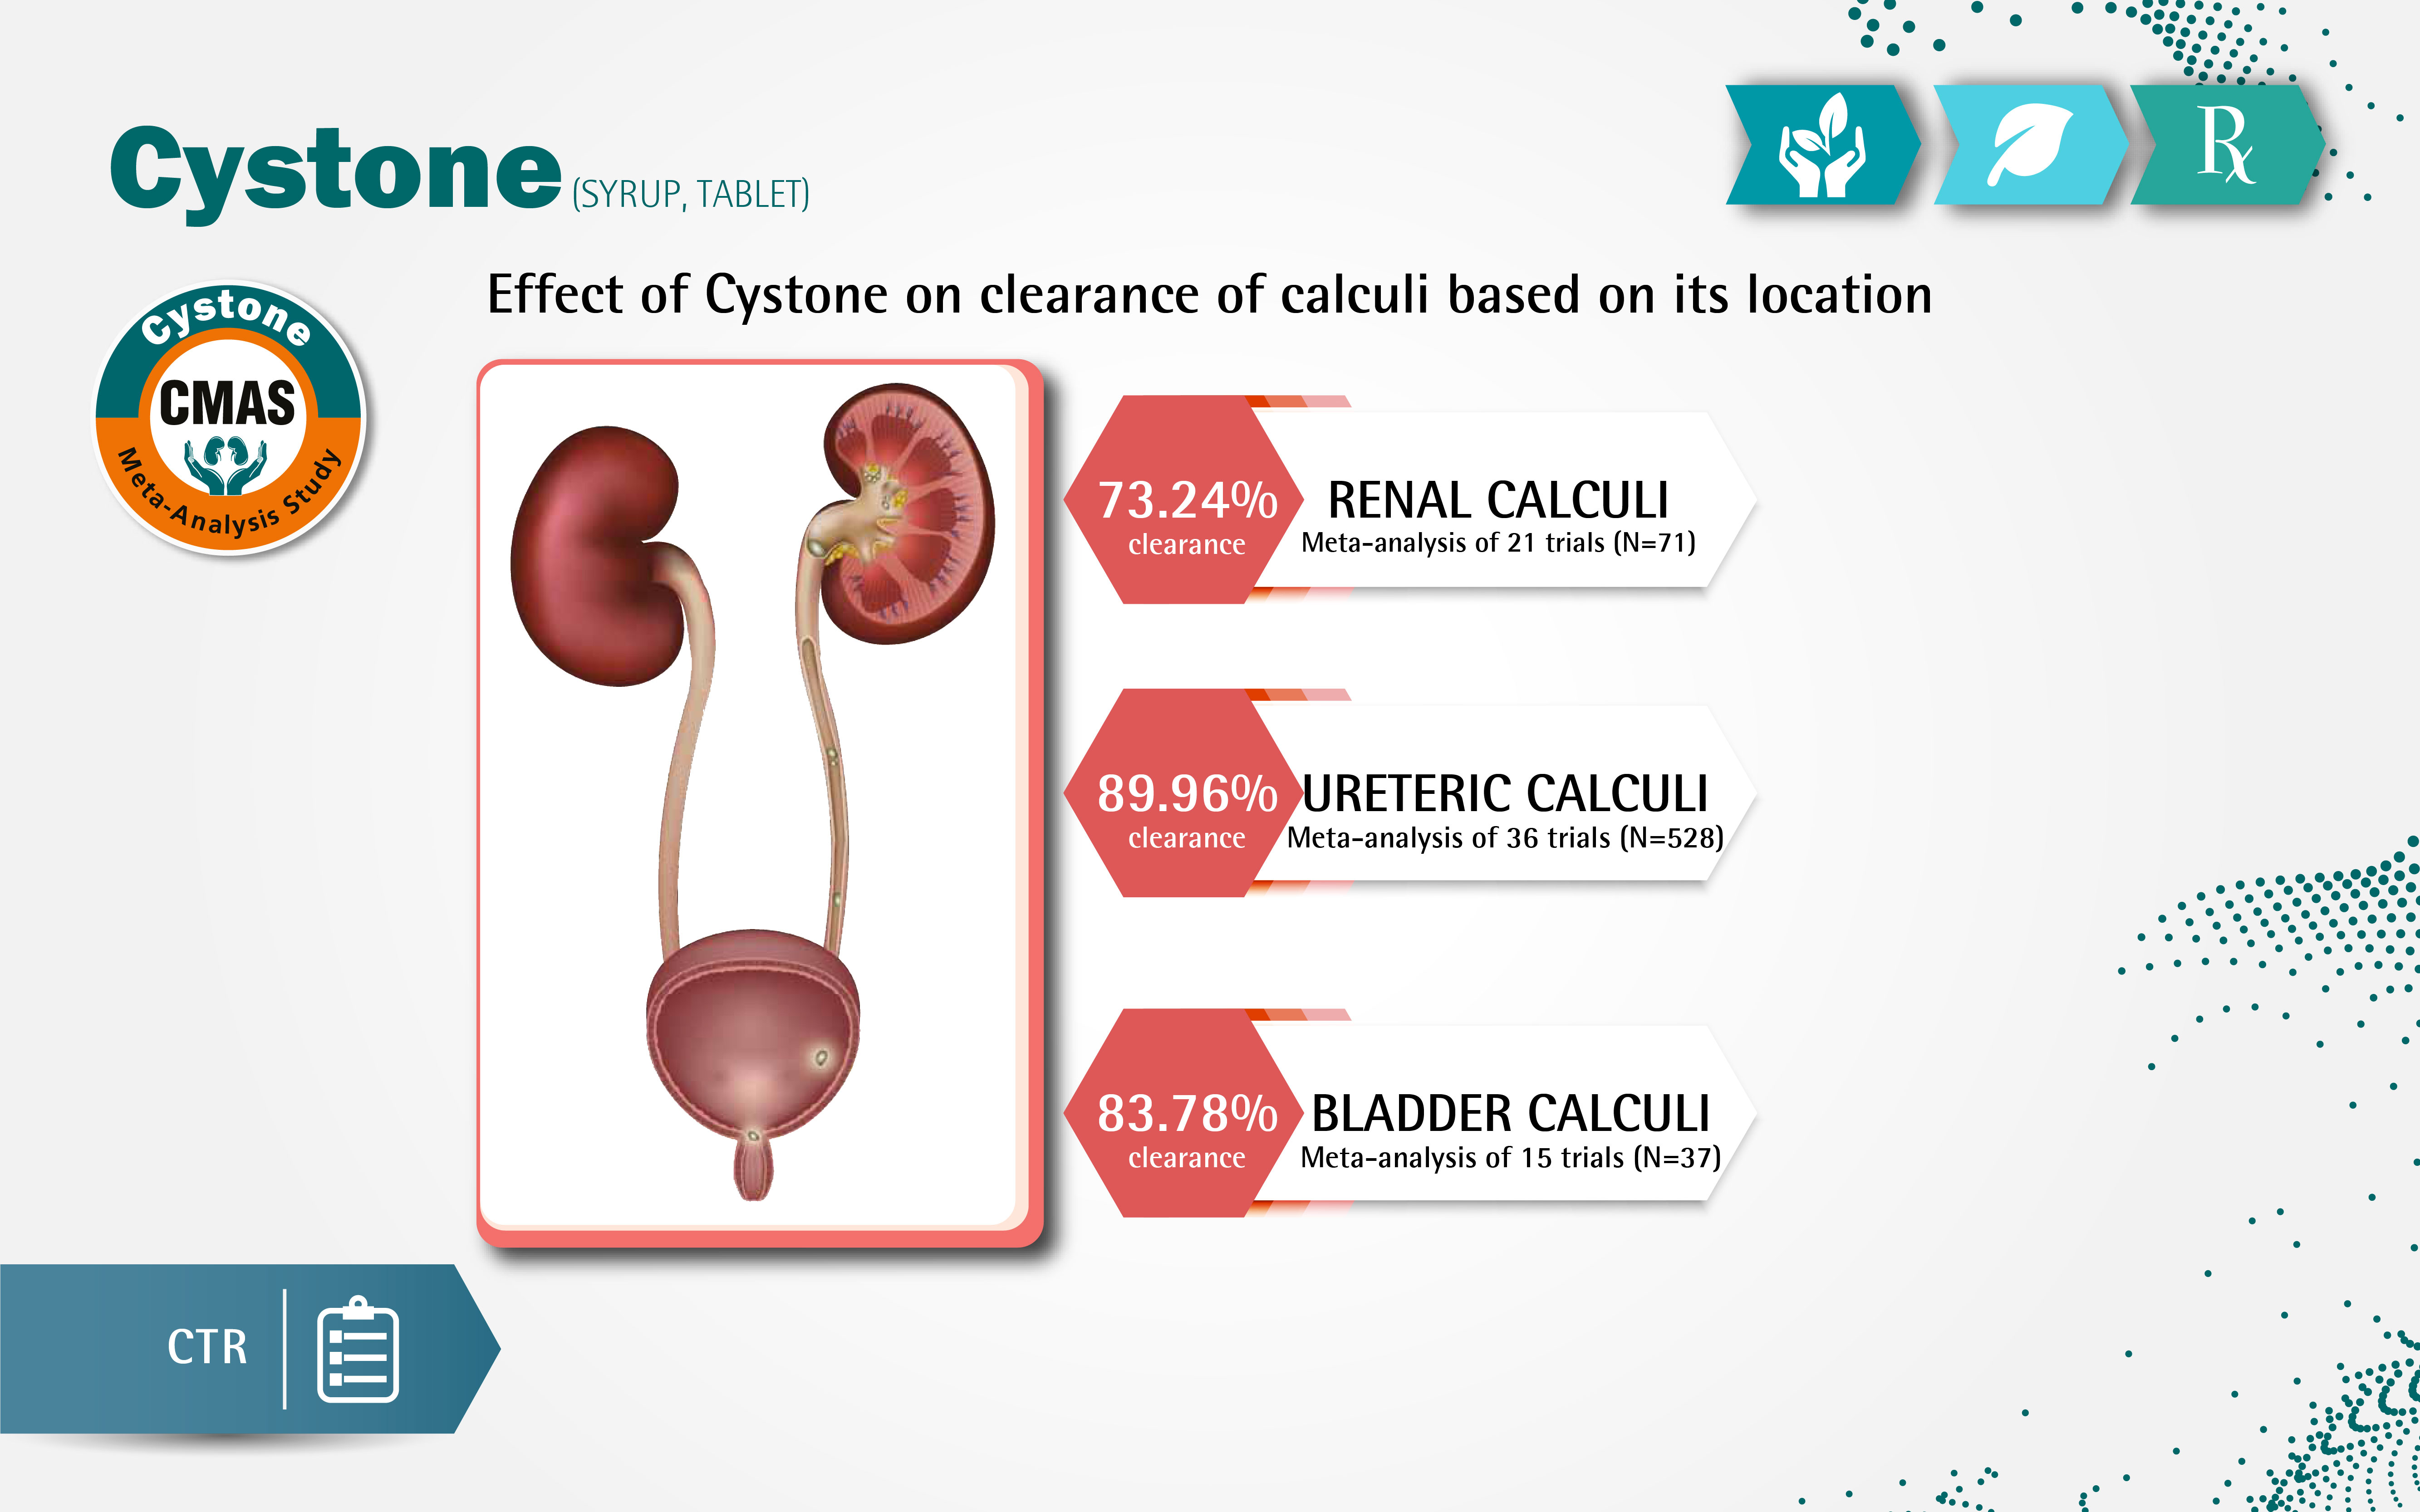 Cystone (SYRUP, TABLET)
Rx
Cystone
CMAS
Meta-Analysis Study
Effect of Cystone on clearance of calculi based on its location
73.24%
clearance
RENAL CALCULI
Meta-analysis of 21 trials (N=71)
89.96%
clearance
URETERIC CALCULI
Meta-analysis of 36 trials (N=528)
83.78%
clearance
BLADDER CALCULI
Meta-analysis of 15 trials (N=37)
CTR